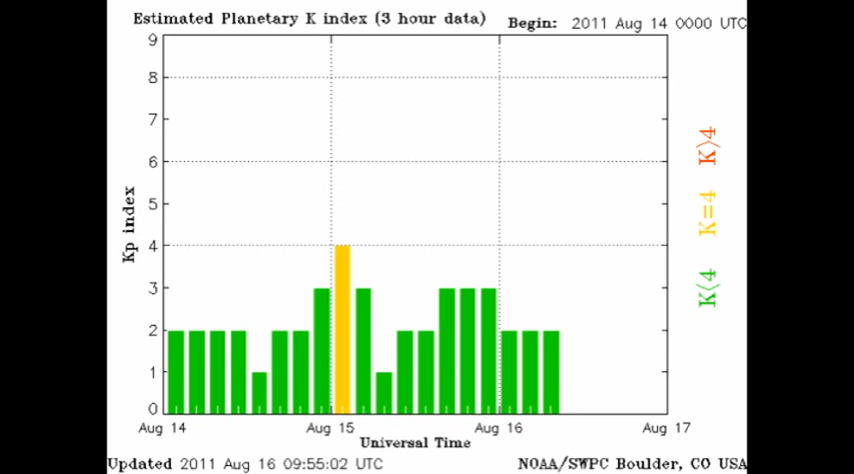 Estimated Planetary K index (3 hour data) Begin: 2011 Aug 14 0000 UTC
9
8
7
6
5
4
3
2
1
0
Kp index
K>4
K=4
K<4
Aug 14 Aug 15 Aug 16 Aug 17
Universal Time
Updated 2011 Aug 16 09:55:02 UTC NOAA/SWPC Boulder, CO USA